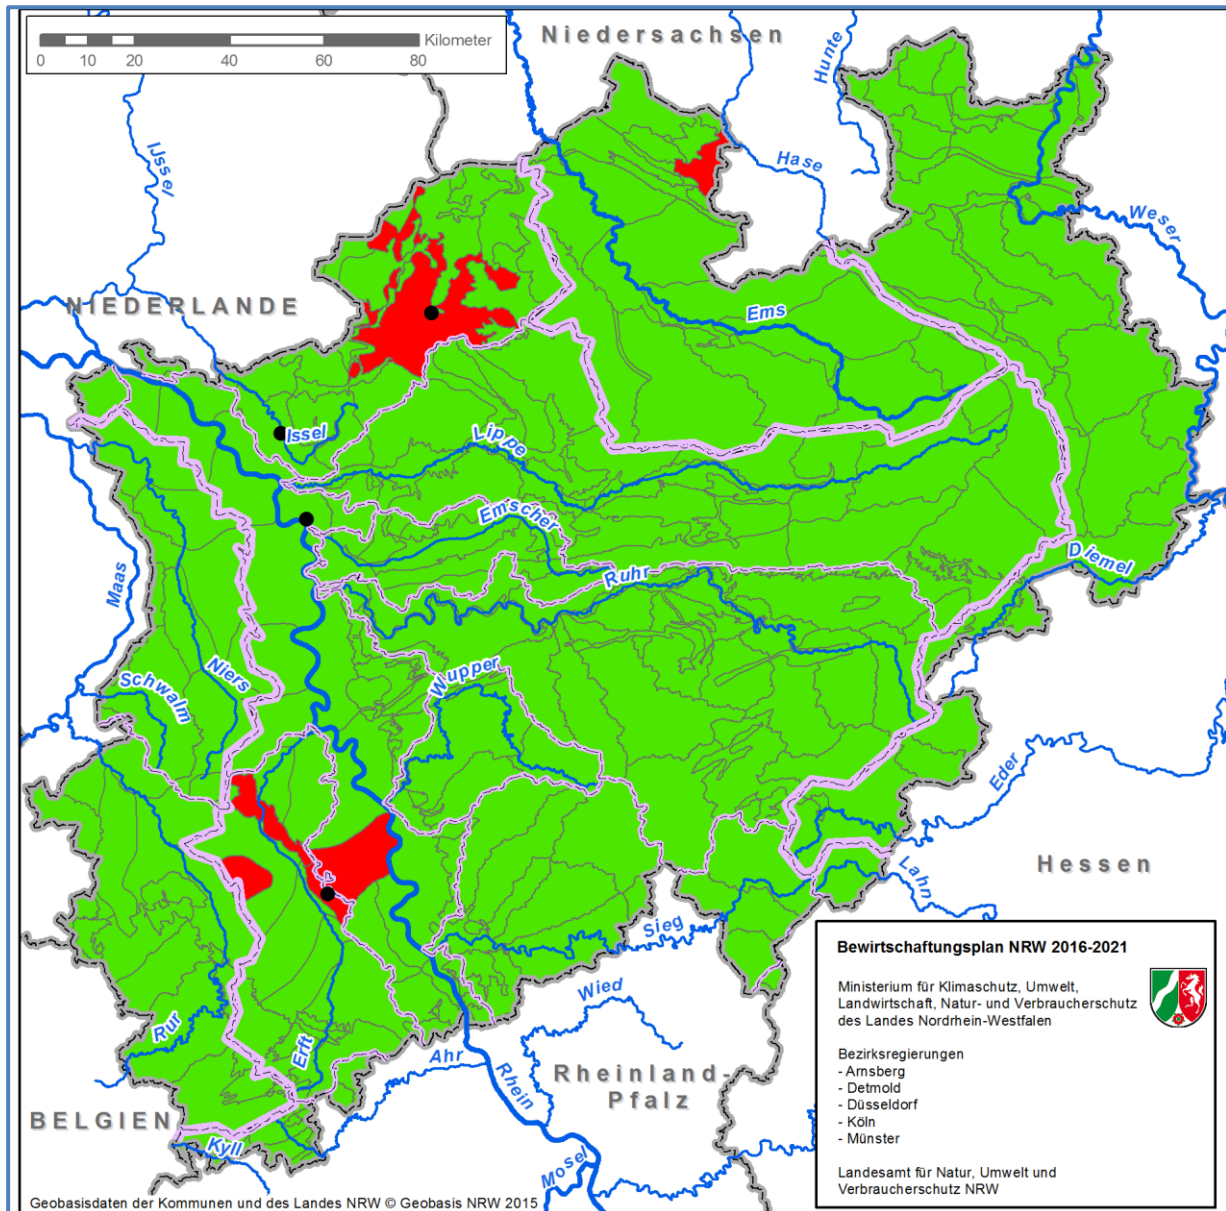 Kilometer
0 10 20 40 60 80
Niedersachsen
Hunte
IJssel
Hase
Weser
NIEDERLANDE
Ems
Issel
Lippe
Emscher
Diemel
Ruhr
Maas
Niers
Schwalm
Wupper
Eder
Hessen
Lahn
Sieg
Wied
Rur
Erft
Ahr
Rhein
Rheinland-
Pfalz
BELGIEN
Kyll
Mosel
Bewirtschaftungsplan NRW 2016-2021
Ministerium für Klimaschutz, Umwelt,
Landwirtschaft, Natur- und Verbraucherschutz
des Landes Nordrhein-Westfalen
Bezirksregierungen
- Arnsberg
- Detmold
- Düsseldorf
- Köln
- Münster
Landesamt für Natur, Umwelt und
Verbraucherschutz NRW
Geobasisdaten der Kommunen und des Landes NRW © Geobasis NRW 2015